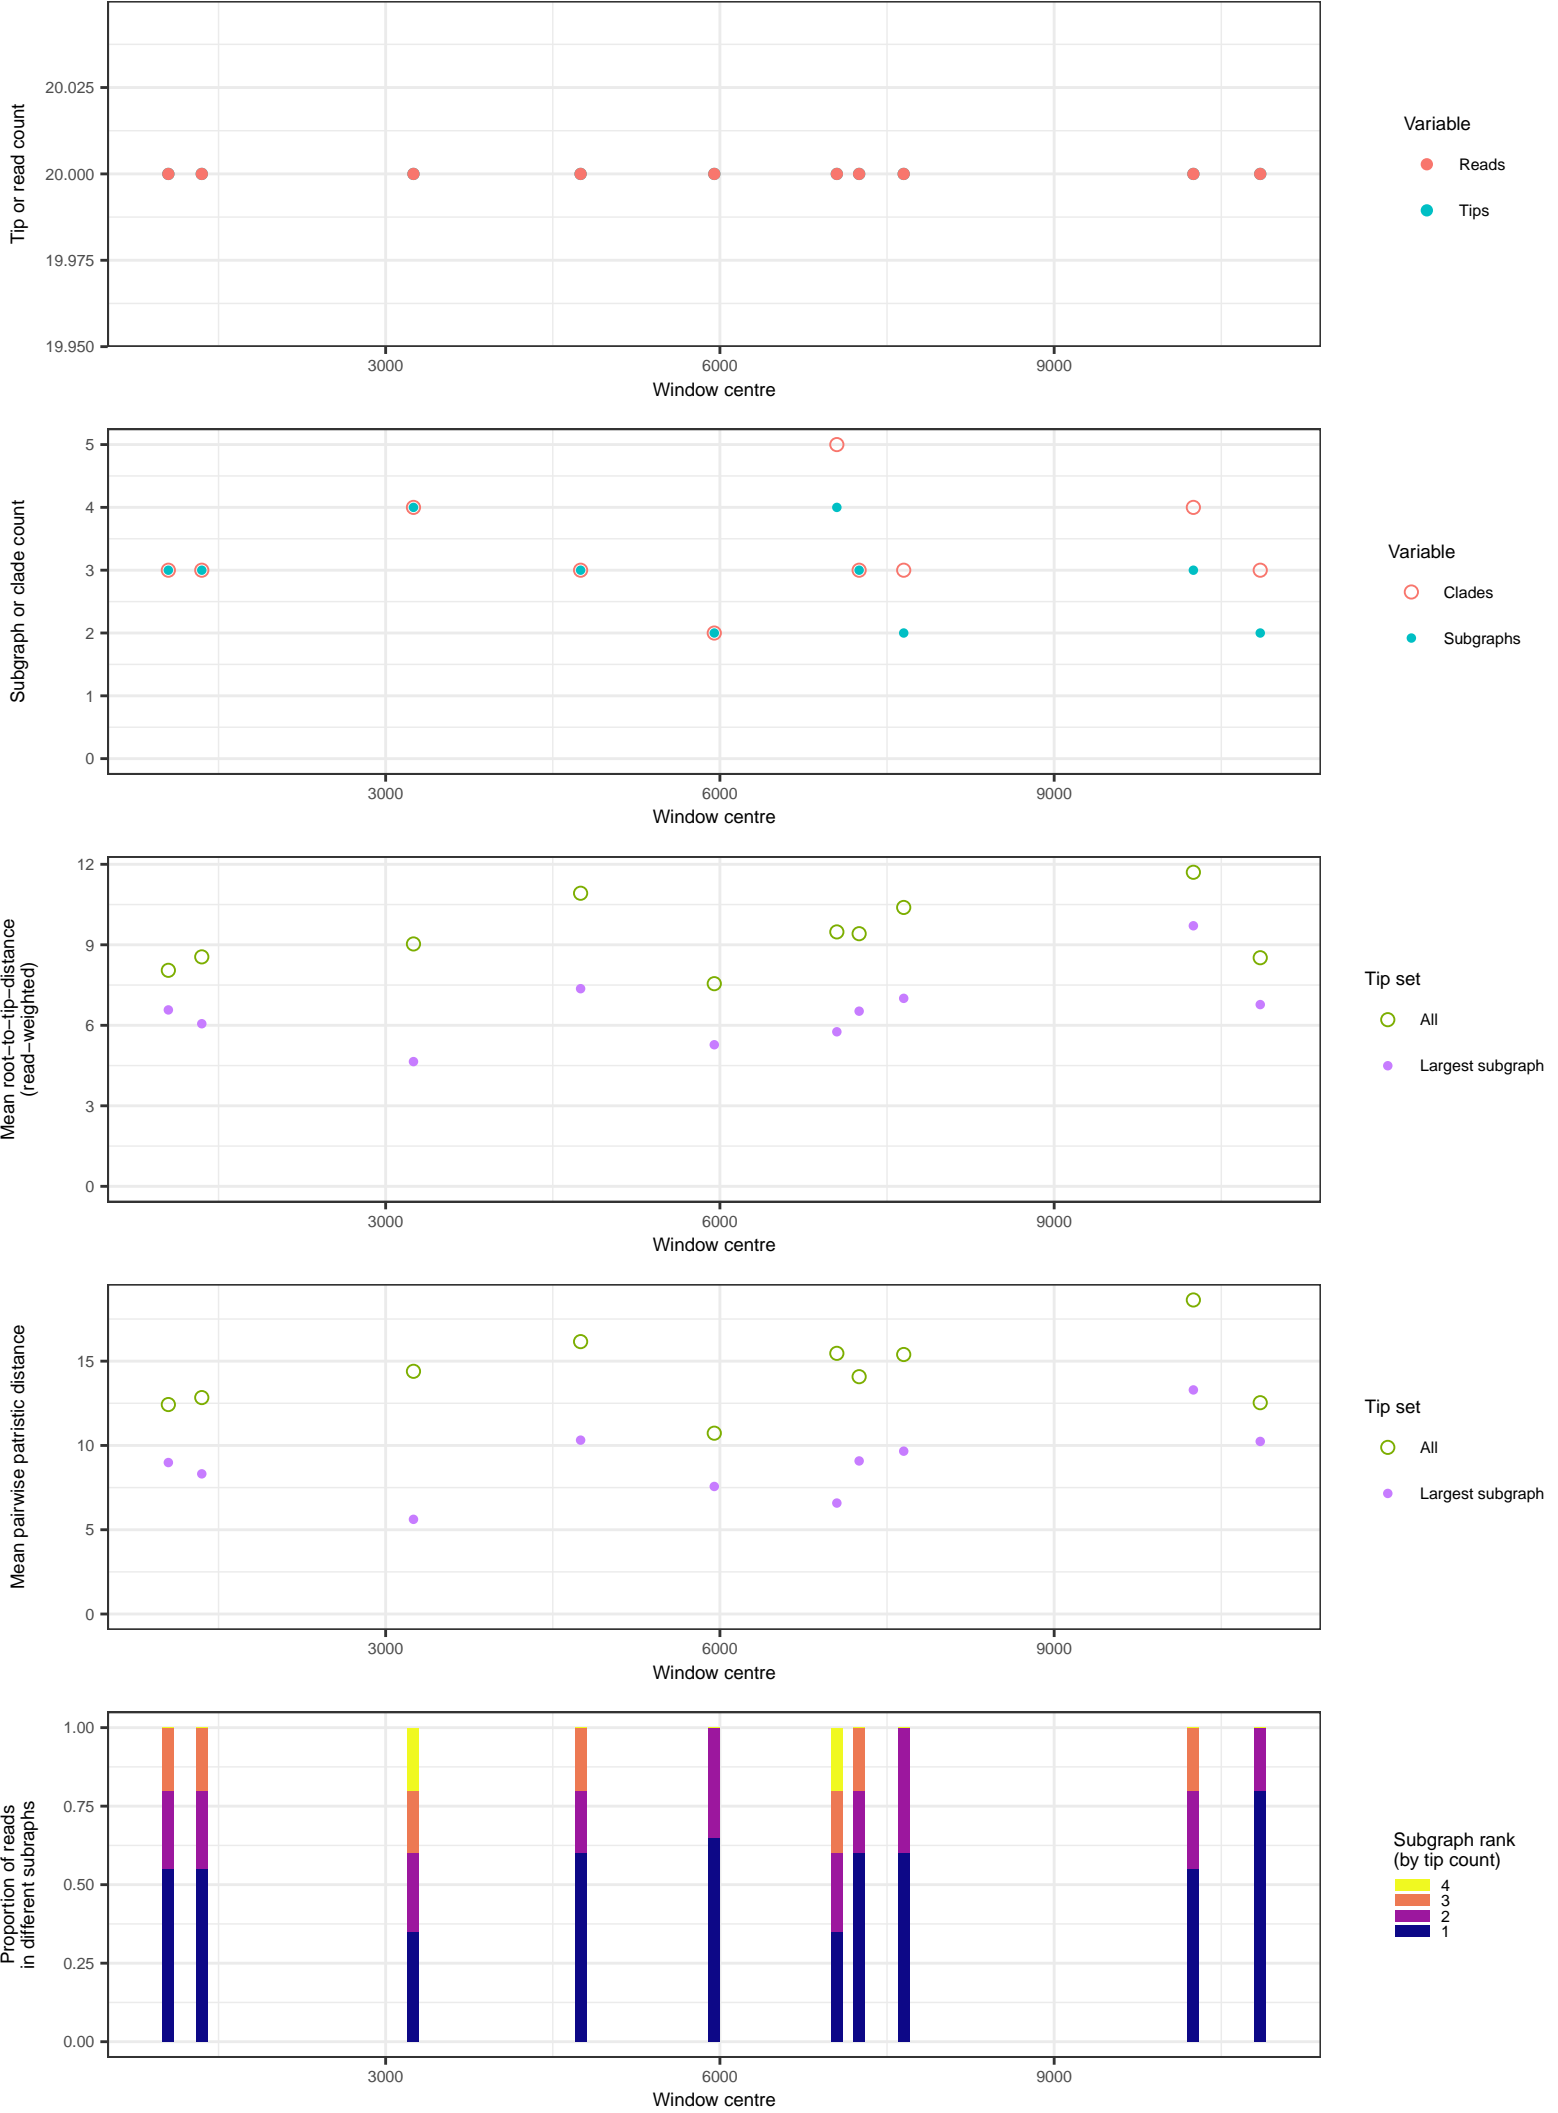 Tip or read count
20.025
20.000
19.975
19.950
3000
6000
9000
Window centre
Variable
Reads
Tips
Subgraph or clade count
5
4
3
2
1
0
3000
6000
9000
Window centre
Variable
Clades
Subgraphs
Mean root−to−tip−distance
(read−weighted)
12
9
6
3
0
3000
6000
9000
Window centre
Tip set
All
Largest subgraph
Mean pairwise patristic distance
15
10
5
0
3000
6000
9000
Window centre
Tip set
All
Largest subgraph
Proportion of reads
in different subraphs
1.00
0.75
0.50
0.25
0.00
3000
6000
9000
Window centre
Subgraph rank
(by tip count)
4
3
2
1